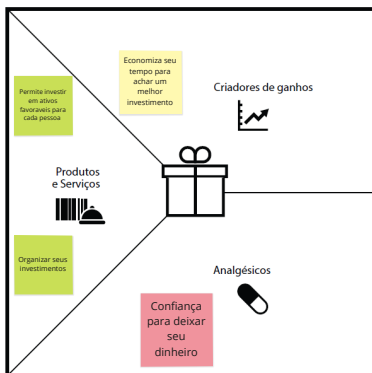 Economiza seu
tempo para
achar um
melhor
investimento
Criadores de ganhos
Permite investir
em ativos
favoraveis para
cada pessoa
Produtos
e Serviços
Organizar seus
investimentos
Analgésicos
Confiança
para deixar
seu
dinheiro